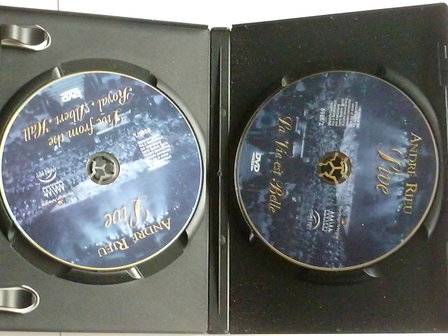 ANDRÉ RIEU
Live
Live from the
Royal Albert Hall
DVD
ANDRÉ RIEU
Live
La Vie est Belle
DVD